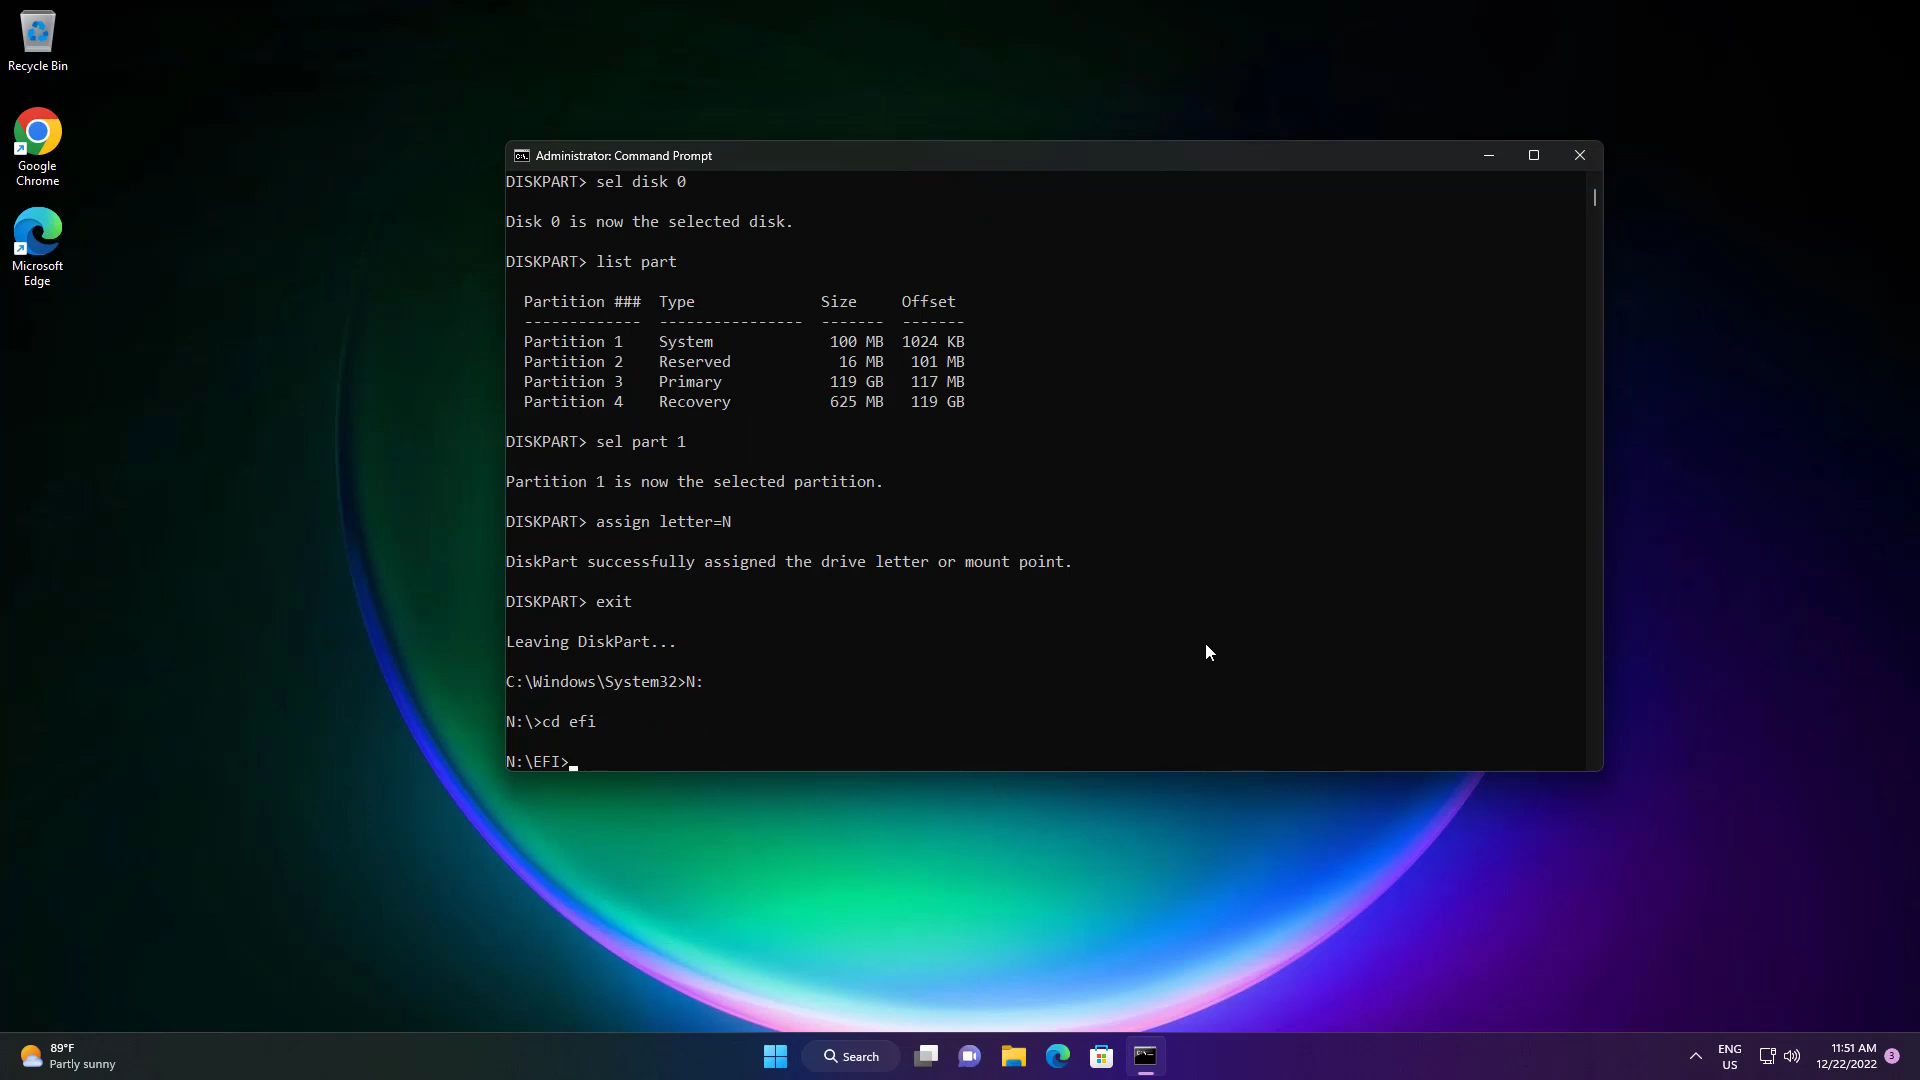 Recycle Bin
Google
Chrome
Microsoft
Edge
Administrator: Command Prompt
DISKPART> sel disk 0
Disk 0 is now the selected disk.
DISKPART> list part
Partition ###  Type              Size     Offset
-------------  ----------------  -------  -------
Partition 1    System             100 MB  1024 KB
Partition 2    Reserved            16 MB   101 MB
Partition 3    Primary            119 GB   117 MB
Partition 4    Recovery           625 MB   119 GB
DISKPART> sel part 1
Partition 1 is now the selected partition.
DISKPART> assign letter=N
DiskPart successfully assigned the drive letter or mount point.
DISKPART> exit
Leaving DiskPart...
C:\Windows\System32>N:
N:\>cd efi
N:\EFI>
89°F
Partly sunny
Search
ENG
US
11:51 AM
12/22/2022
3